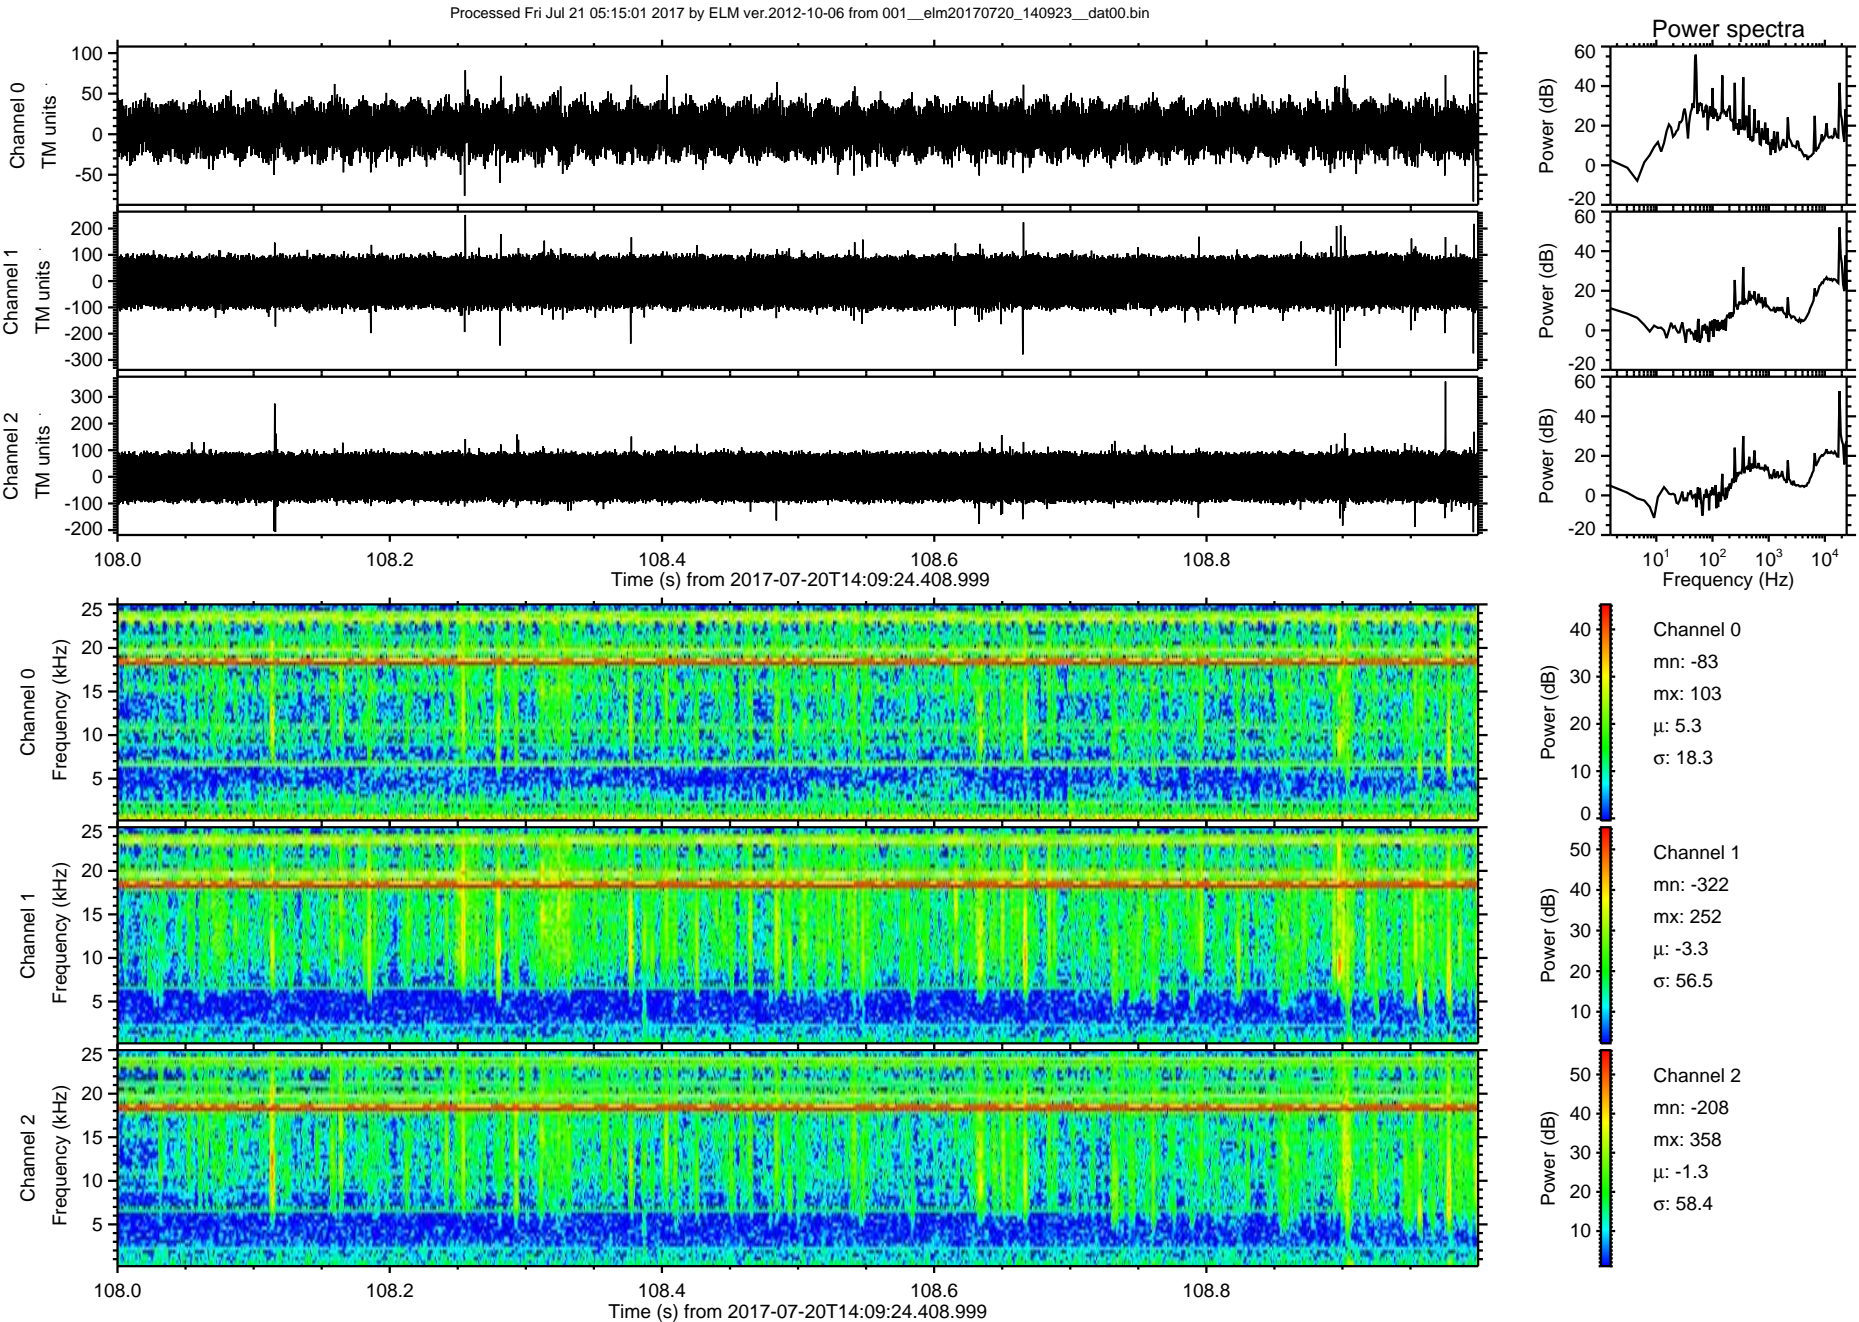 Processed Fri Jul 21 05:15:01 2017 by ELM ver.2012-10-06 from 001__elm20170720_140923__dat00.bin
Power spectra
Channel 0
TM units
100
50
0
-50
Power (dB)
60
40
20
0
-20
Channel 1
TM units
200
100
0
-100
-200
-300
Power (dB)
60
40
20
0
-20
Channel 2
TM units
300
200
100
0
-100
-200
Power (dB)
60
40
20
0
-20
108.0 108.2 108.4 108.6 108.8
Time (s) from 2017-07-20T14:09:24.408.999
10¹ 10² 10³ 10⁴
Frequency (Hz)
Channel 0
Frequency (kHz)
25
20
15
10
5
Power (dB)
40
30
20
10
0
Channel 0
mn: -83
mx: 103
μ: 5.3
σ: 18.3
Channel 1
Frequency (kHz)
25
20
15
10
5
Power (dB)
50
40
30
20
10
Channel 1
mn: -322
mx: 252
μ: -3.3
σ: 56.5
Channel 2
Frequency (kHz)
25
20
15
10
5
Power (dB)
50
40
30
20
10
Channel 2
mn: -208
mx: 358
μ: -1.3
σ: 58.4
108.0 108.2 108.4 108.6 108.8
Time (s) from 2017-07-20T14:09:24.408.999